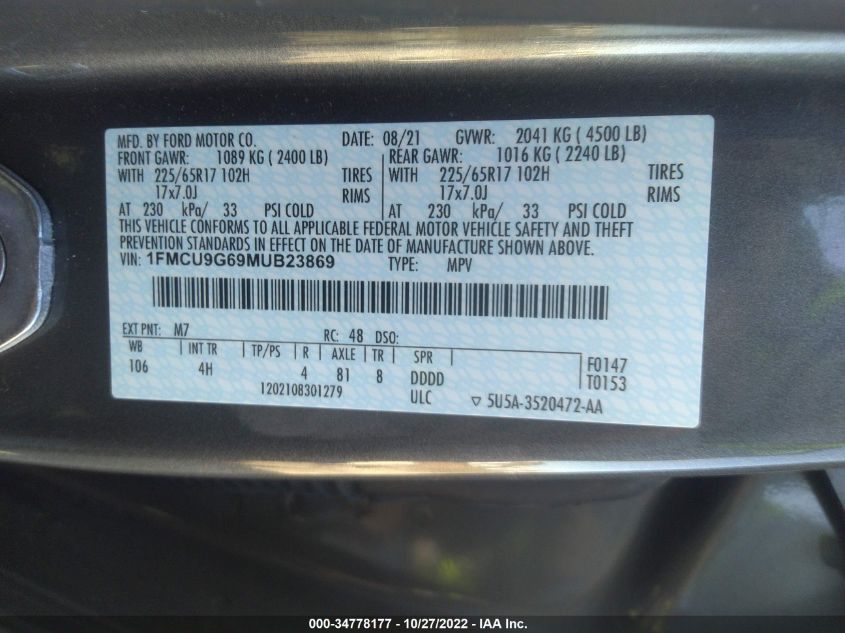 MFD. BY FORD MOTOR CO. DATE: 08/21 GVWR: 2041 KG ( 4500 LB)
FRONT GAWR: 1089 KG ( 2400 LB) REAR GAWR: 1016 KG ( 2240 LB)
WITH 225/65R17 102H TIRES WITH 225/65R17 102H TIRES
17x7.0J RIMS 17x7.0J RIMS
AT 230 kPa/ 33 PSI COLD AT 230 kPa/ 33 PSI COLD
THIS VEHICLE CONFORMS TO ALL APPLICABLE FEDERAL MOTOR VEHICLE SAFETY AND THEFT
PREVENTION STANDARDS IN EFFECT ON THE DATE OF MANUFACTURE SHOWN ABOVE.
VIN: 1FMCU9G69MUB23869 TYPE: MPV
EXT PNT: M7 RC: 48 DSO:
WB INT TR TP/PS R AXLE TR SPR
106 4H 4 81 8 DDDD
F0147
T0153
1202108301279 ULC ▽ 5U5A-3520472-AA
000-34778177 - 10/27/2022 - IAA Inc.